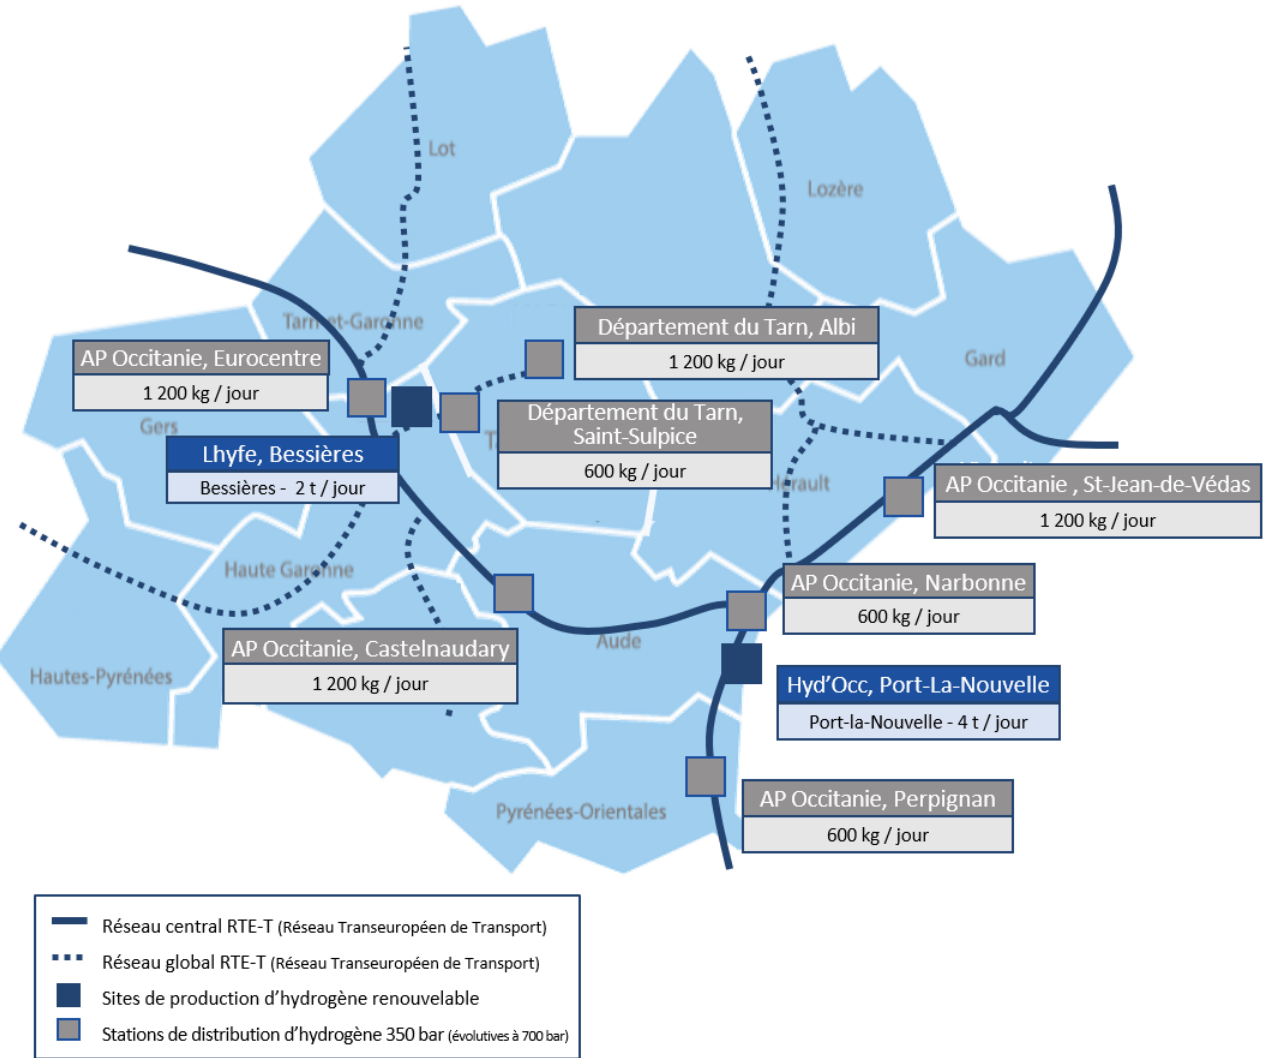 Lot
Lozère
Tarn-et-Garonne
Département du Tarn, Albi
1 200 kg / jour
AP Occitanie, Eurocentre
1 200 kg / jour
Gard
Gers
Département du Tarn,
Saint-Sulpice
600 kg / jour
Lhyfe, Bessières
Bessières - 2 t / jour
Hérault
AP Occitanie , St-Jean-de-Védas
1 200 kg / jour
Haute Garonne
AP Occitanie, Narbonne
600 kg / jour
Aude
AP Occitanie, Castelnaudary
1 200 kg / jour
Hautes-Pyrénées
Hyd’Occ, Port-La-Nouvelle
Port-la-Nouvelle - 4 t / jour
AP Occitanie, Perpignan
600 kg / jour
Pyrénées-Orientales
Réseau central RTE-T (Réseau Transeuropéen de Transport)
Réseau global RTE-T (Réseau Transeuropéen de Transport)
Sites de production d’hydrogène renouvelable
Stations de distribution d’hydrogène 350 bar (évolutives à 700 bar)